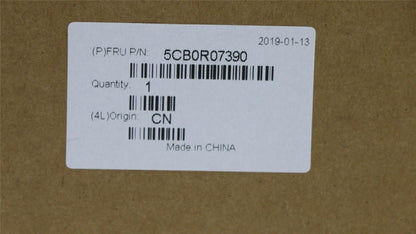 2019-01-13
(P)FRU P/N: 5CB0R07390
Quantity: 1
(4L)Origin: CN
Made in CHINA